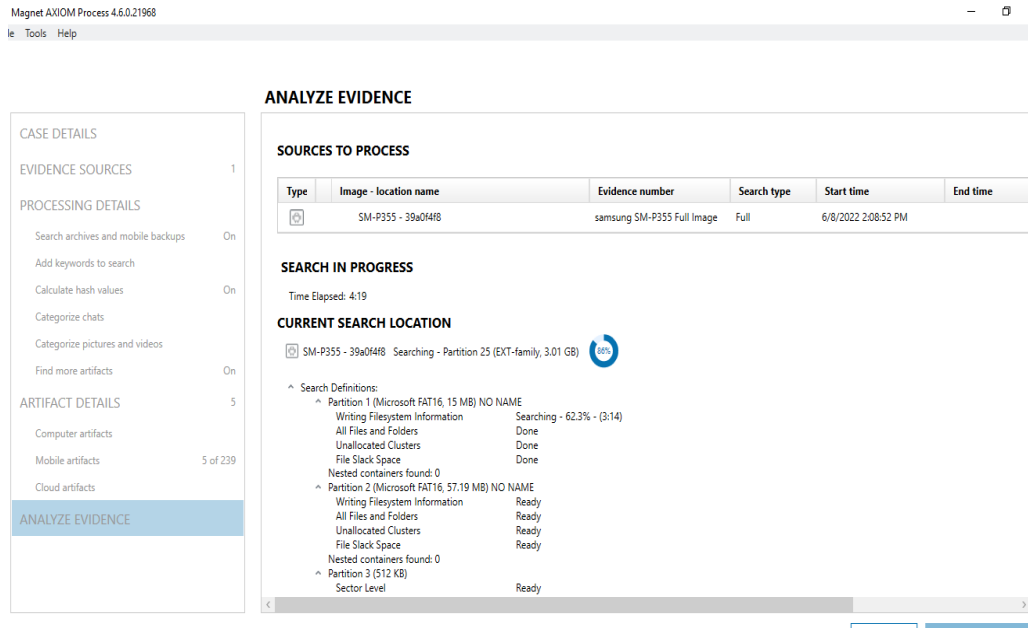 Magnet AXIOM Process 4.6.0.21968
le Tools Help
ANALYZE EVIDENCE
CASE DETAILS
EVIDENCE SOURCES 1
PROCESSING DETAILS
Search archives and mobile backups On
Add keywords to search
Calculate hash values On
Categorize chats
Categorize pictures and videos
Find more artifacts On
ARTIFACT DETAILS 5
Computer artifacts
Mobile artifacts 5 of 239
Cloud artifacts
ANALYZE EVIDENCE
SOURCES TO PROCESS
Type Image - location name Evidence number Search type Start time End time
SM-P355 - 39a0f4f8 samsung SM-P355 Full Image Full 6/8/2022 2:08:52 PM
SEARCH IN PROGRESS
Time Elapsed: 4:19
CURRENT SEARCH LOCATION
SM-P355 - 39a0f4f8 Searching - Partition 25 (EXT-family, 3.01 GB) 86%
Search Definitions:
Partition 1 (Microsoft FAT16, 15 MB) NO NAME
Writing Filesystem Information Searching - 62.3% - (3:14)
All Files and Folders Done
Unallocated Clusters Done
File Slack Space Done
Nested containers found: 0
Partition 2 (Microsoft FAT16, 57.19 MB) NO NAME
Writing Filesystem Information Ready
All Files and Folders Ready
Unallocated Clusters Ready
File Slack Space Ready
Nested containers found: 0
Partition 3 (512 KB)
Sector Level Ready